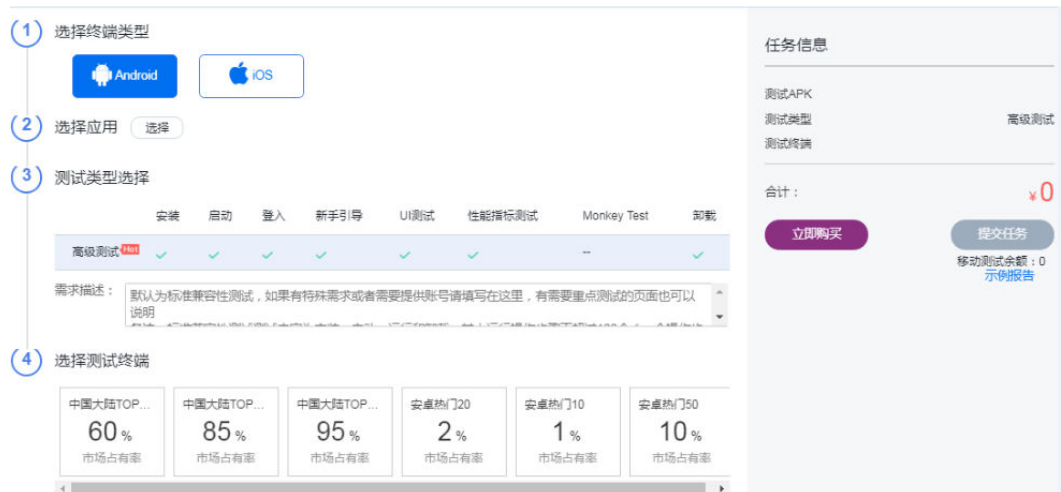 1 选择终端类型
Android iOS
2 选择应用 选择
3 测试类型选择
安装 启动 登入 新手引导 UI测试 性能指标测试 Monkey Test 卸载
高级测试 Hot --
需求描述：
默认为标准兼容性测试，如果有特殊需求或者需要提供账号请填写在这里，有需要重点测试的页面也可以
说明
4 选择测试终端
中国大陆TOP... 中国大陆TOP... 中国大陆TOP... 安卓热门20 安卓热门10 安卓热门50
60% 85% 95% 2% 1% 10%
市场占有率 市场占有率 市场占有率 市场占有率 市场占有率 市场占有率
任务信息
测试APK
测试类型 高级测试
测试终端
合计： ¥0
立即购买 提交任务
移动测试余额：0
示例报告